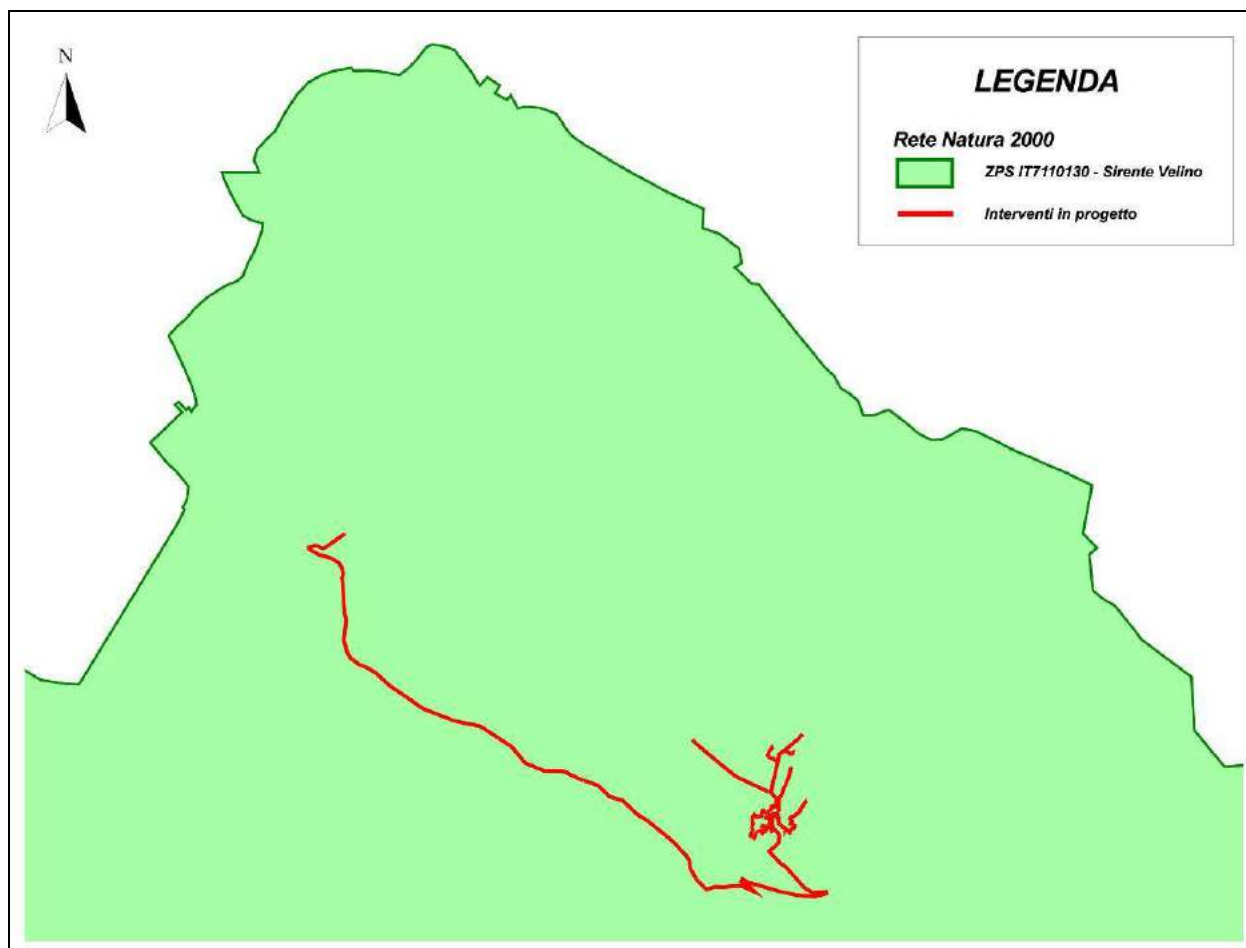 N
LEGENDA
Rete Natura 2000
ZPS IT7110130 - Sirente Velino
Interventi in progetto